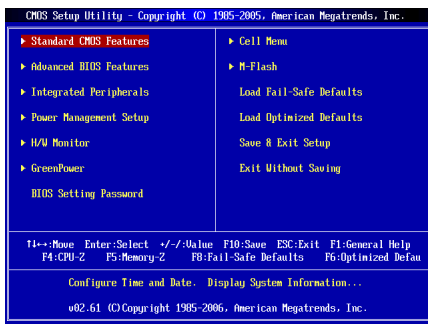 CMOS Setup Utility - Copyright (C) 1985-2005, American Megatrends, Inc.
▶ Standard CMOS Features
▶ Advanced BIOS Features
▶ Integrated Peripherals
▶ Power Management Setup
▶ H/W Monitor
▶ GreenPower
BIOS Setting Password
▶ Cell Menu
▶ M-Flash
Load Fail-Safe Defaults
Load Optimized Defaults
Save & Exit Setup
Exit Without Saving
↑↓←→:Move Enter:Select +/-/:Value F10:Save ESC:Exit F1:General Help
F4:CPU-Z F5:Memory-Z F8:Fail-Safe Defaults F6:Optimized Defau
Configure Time and Date. Display System Information...
v02.61 (C)Copyright 1985-2006, American Megatrends, Inc.